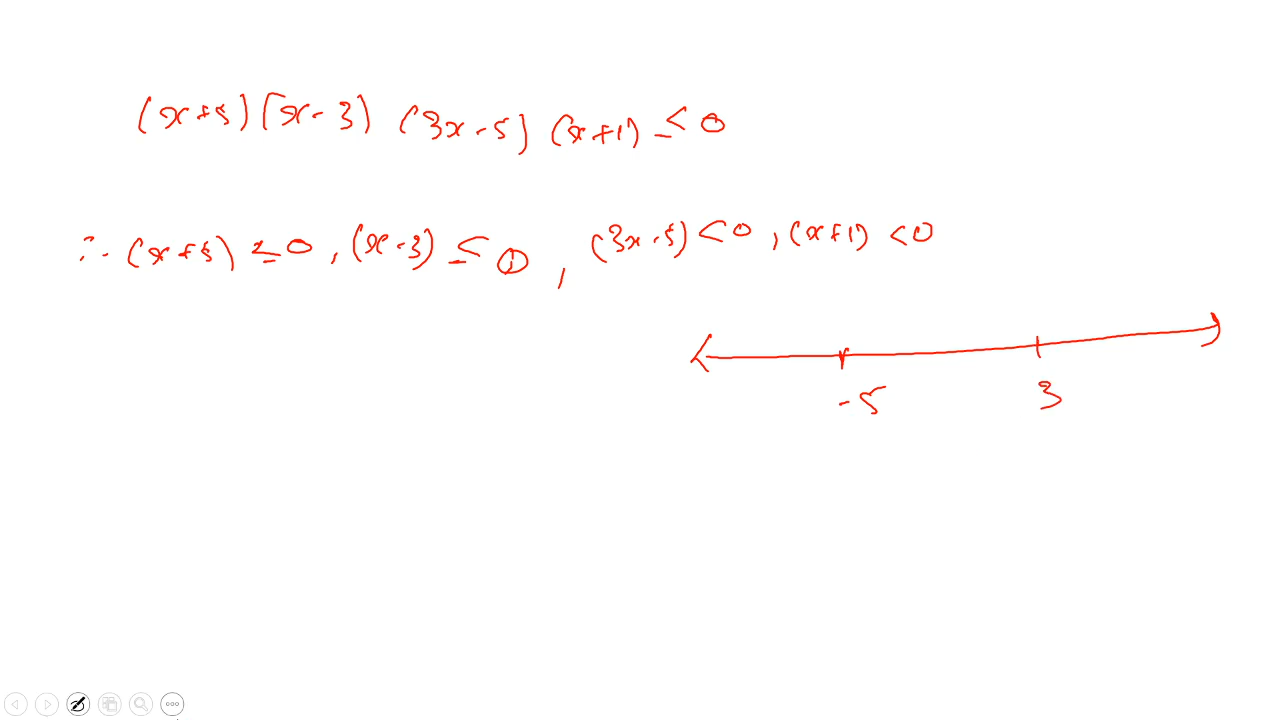 (x+5)(x-3) (3x-5) (x+1) ≤ 0
∴ (x+5) ≤ 0, (x-3) ≤ 0, (3x-5) < 0, (x+1) < 0
-5 3